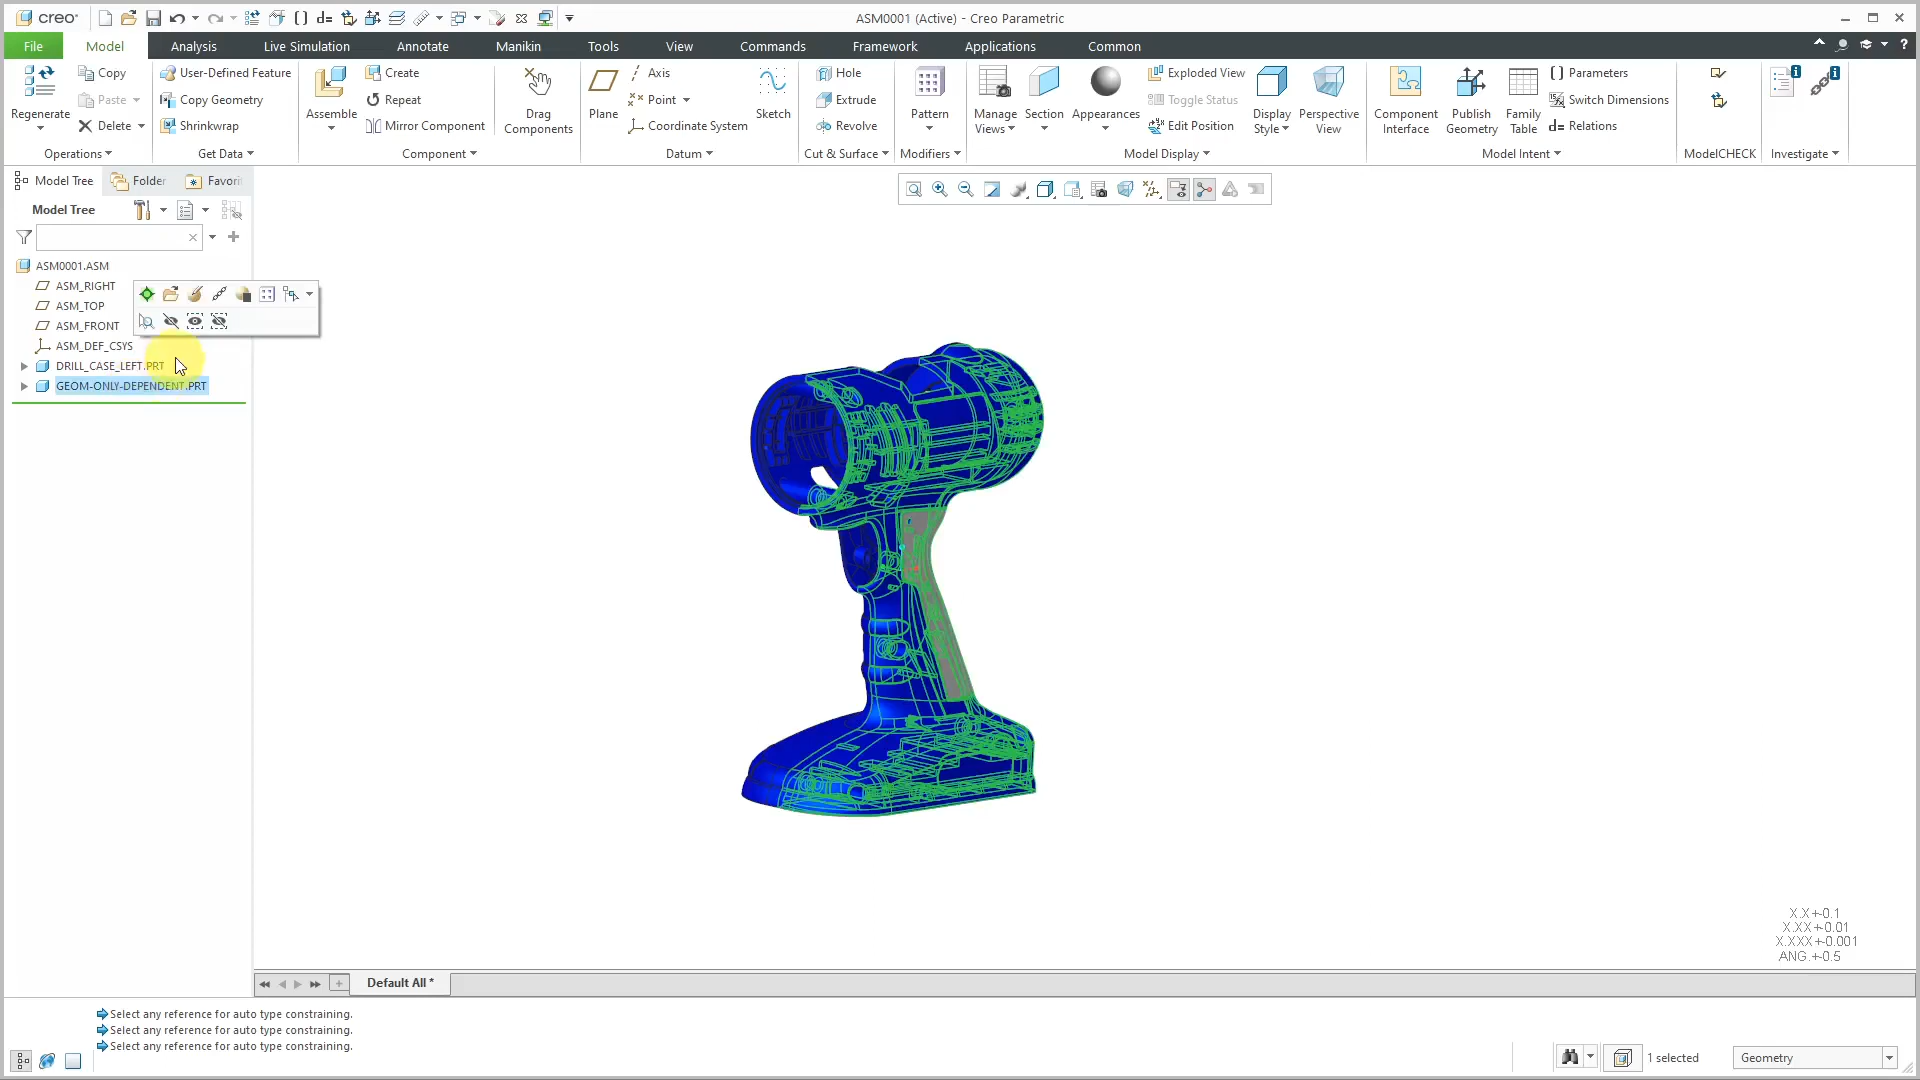 creo
d=
ASM0001 (Active) - Creo Parametric
File
Model
Analysis
Live Simulation
Annotate
Manikin
Tools
View
Commands
Framework
Applications
Common
Regenerate
Copy
Paste
Delete
Operations
User-Defined Feature
Copy Geometry
Shrinkwrap
Get Data
Assemble
Create
Repeat
Mirror Component
Component
Drag
Components
Plane
Axis
Point
Coordinate System
Sketch
Datum
Hole
Extrude
Revolve
Cut & Surface
Pattern
Modifiers
Manage
Views
Section
Appearances
Exploded View
Toggle Status
Edit Position
Display
Style
Perspective
View
Model Display
Component
Interface
Publish
Geometry
Family
Table
Parameters
Switch Dimensions
d= Relations
Model Intent
ModelCHECK
Investigate
Model Tree
Folder
Favorit
Model Tree
ASM0001.ASM
ASM_RIGHT
ASM_TOP
ASM_FRONT
ASM_DEF_CSYS
DRILL_CASE_LEFT.PRT
GEOM-ONLY-DEPENDENT.PRT
X.X+-0.1
X.XX+-0.01
X.XXX+-0.001
ANG.+-0.5
Default All *
Select any reference for auto type constraining.
Select any reference for auto type constraining.
Select any reference for auto type constraining.
1 selected
Geometry